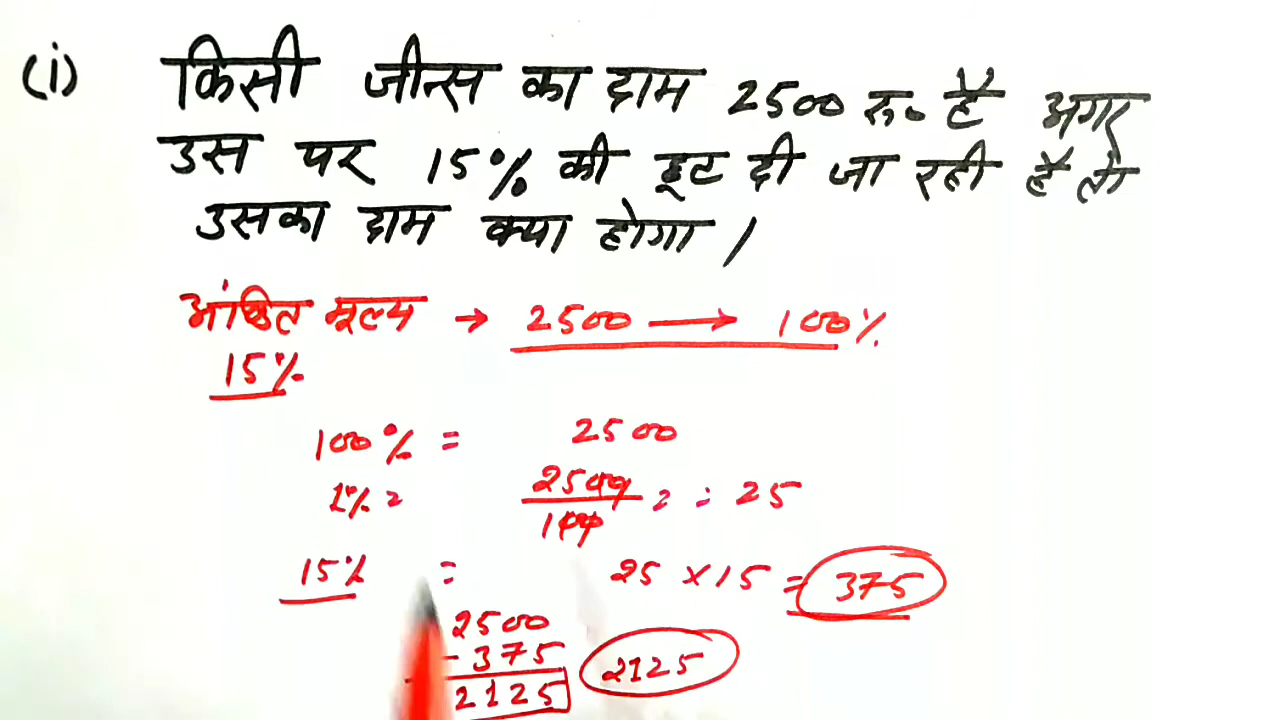 (i) किसी जीन्स का दाम 2500 रु. है अगर
उस पर 15% की छूट दी जा रही है तो
उसका दाम क्या होगा /
अंकित मूल्य → 2500 → 100%
15%
100% = 2500
1% = 2500/100 = 25
15% = 25 × 15 = 375
2500
- 375
2125 2125